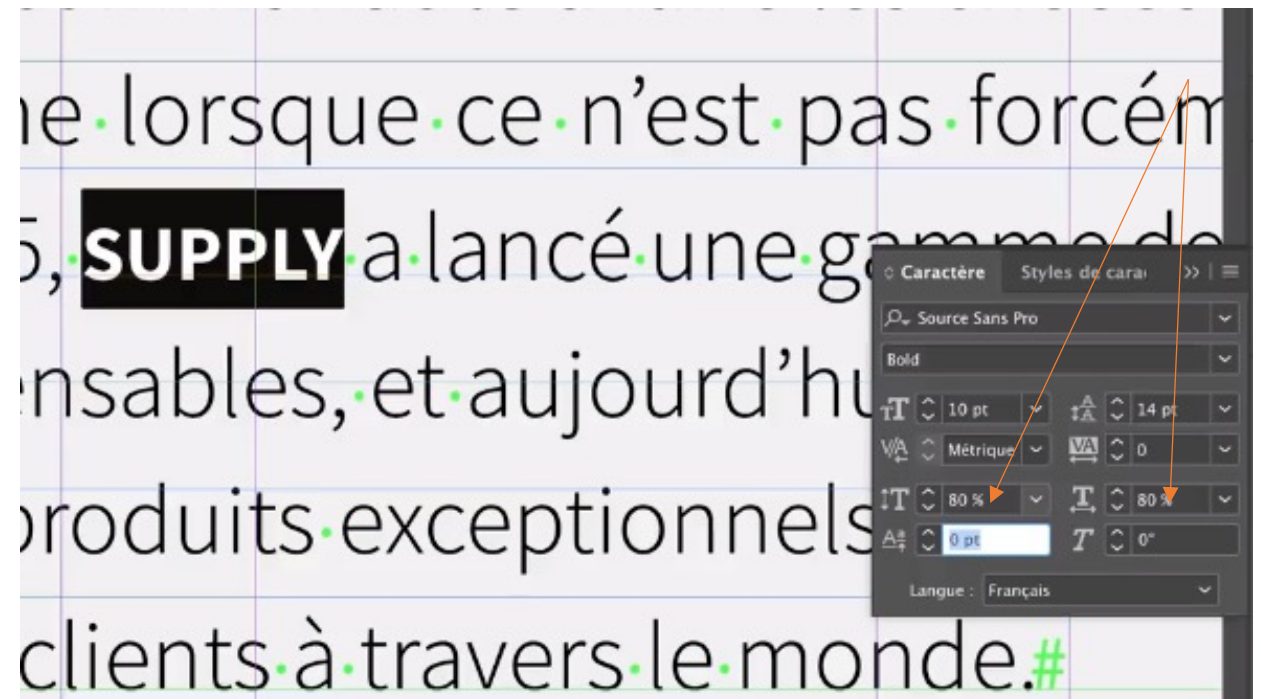 ne lorsque ce n’est pas forcém
5, SUPPLY a lancé une gamme de
ensables, et aujourd’hu
produits exceptionnels
clients à travers le monde.#
Caractère Styles de cara
Source Sans Pro
Bold
10 pt 14 pt
Métrique 0
80 % 80 %
0 pt 0°
Langue : Français